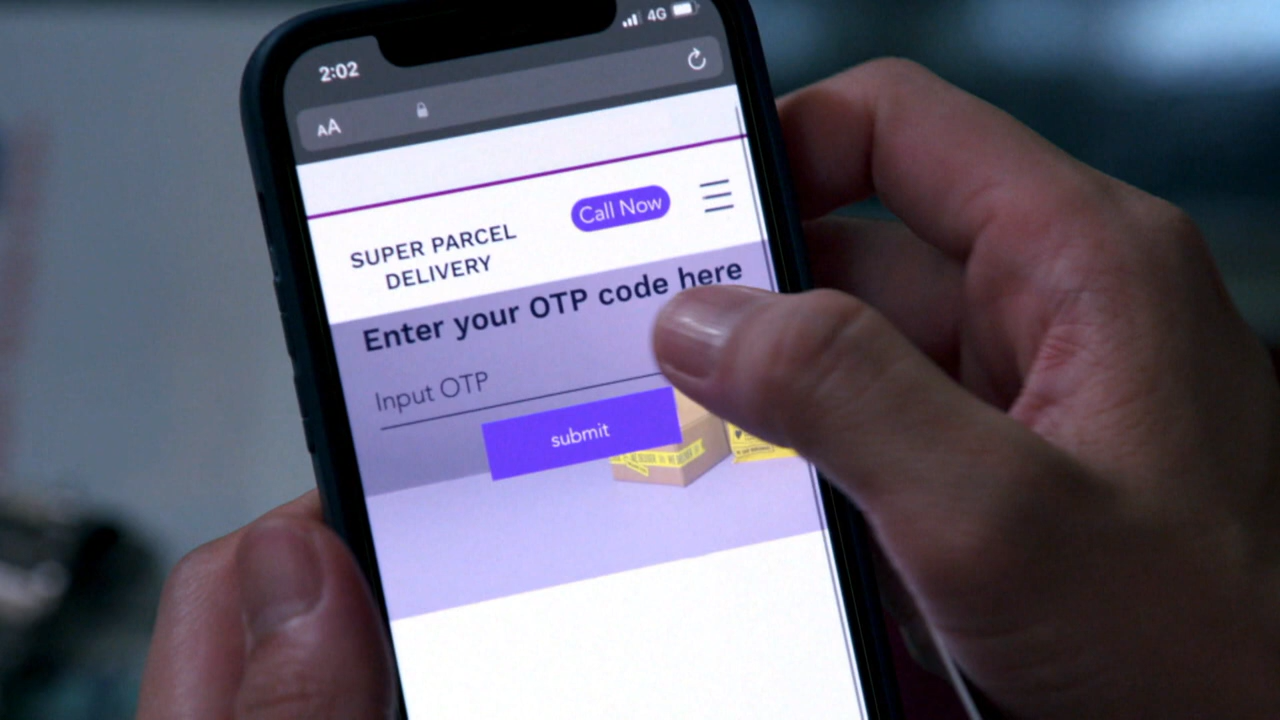 2:02
4G
AA
SUPER PARCEL
DELIVERY
Call Now
Enter your OTP code here
Input OTP
submit